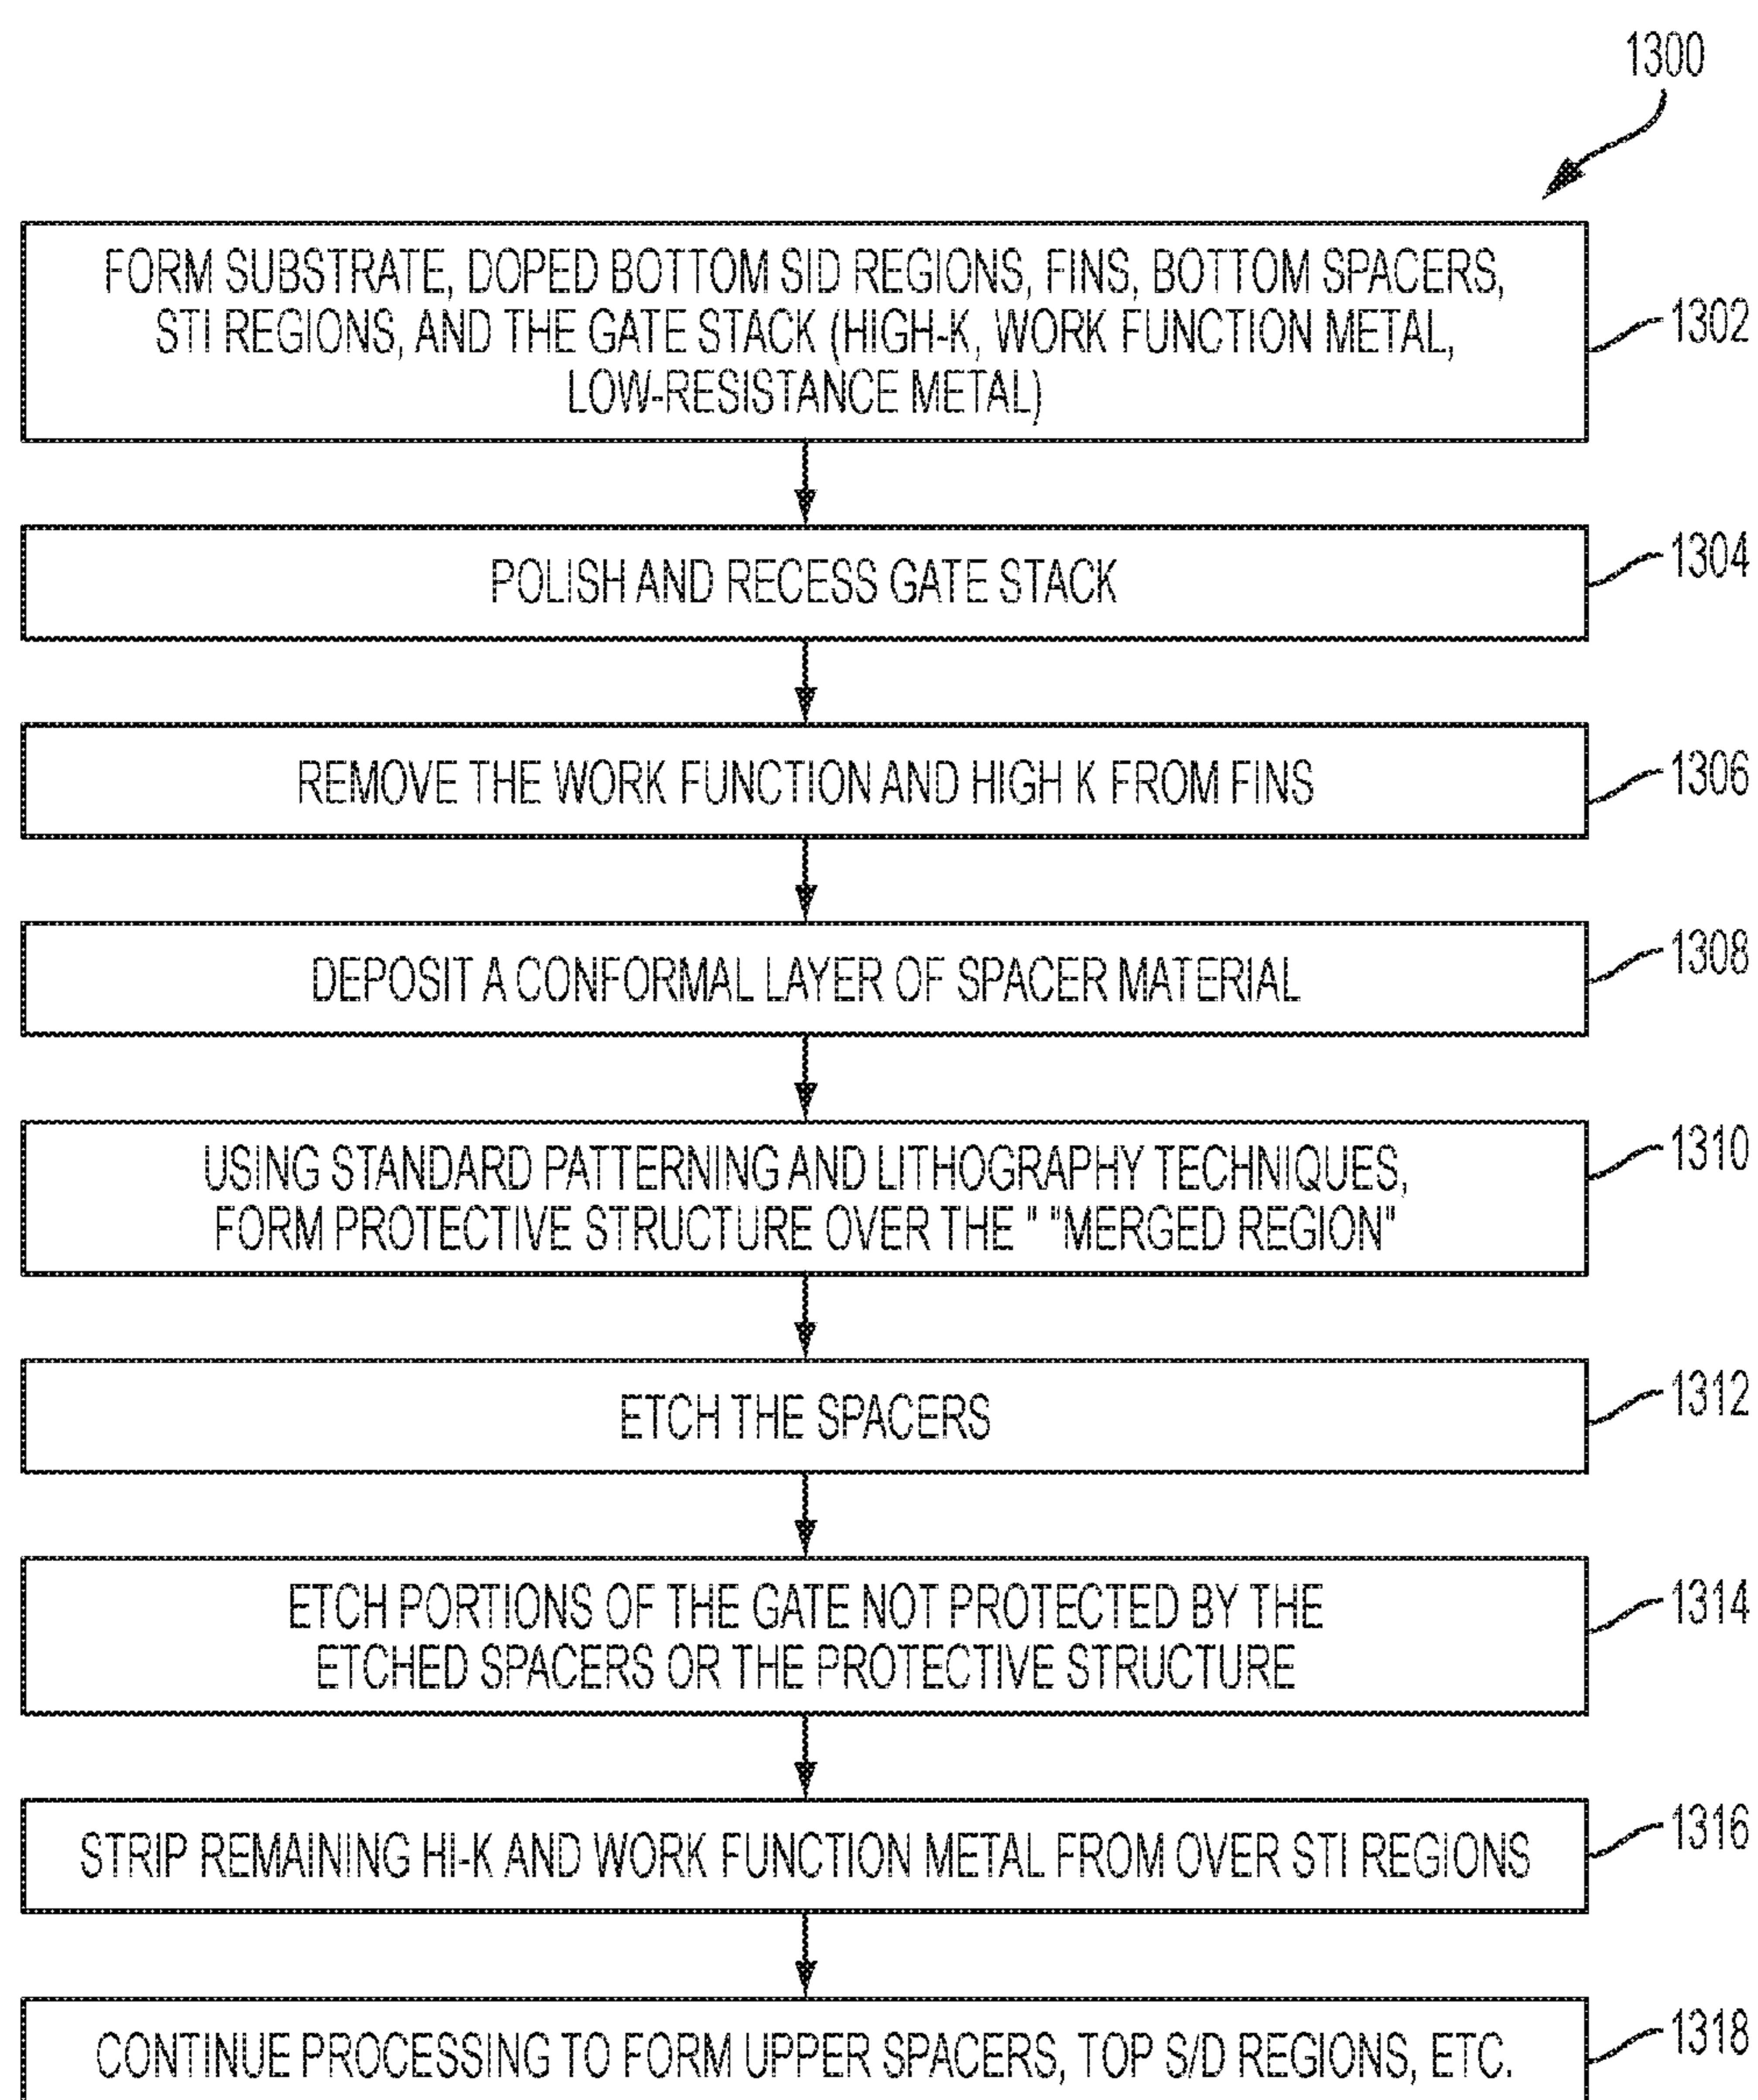 1300
FORM SUBSTRATE, DOPED BOTTOM SID REGIONS, FINS, BOTTOM SPACERS,
STI REGIONS, AND THE GATE STACK (HIGH-K, WORK FUNCTION METAL,
LOW-RESISTANCE METAL)
1302
POLISH AND RECESS GATE STACK
1304
REMOVE THE WORK FUNCTION AND HIGH K FROM FINS
1306
DEPOSIT A CONFORMAL LAYER OF SPACER MATERIAL
1308
USING STANDARD PATTERNING AND LITHOGRAPHY TECHNIQUES,
FORM PROTECTIVE STRUCTURE OVER THE " "MERGED REGION"
1310
ETCH THE SPACERS
1312
ETCH PORTIONS OF THE GATE NOT PROTECTED BY THE
ETCHED SPACERS OR THE PROTECTIVE STRUCTURE
1314
STRIP REMAINING HI-K AND WORK FUNCTION METAL FROM OVER STI REGIONS
1316
CONTINUE PROCESSING TO FORM UPPER SPACERS, TOP S/D REGIONS, ETC.
1318